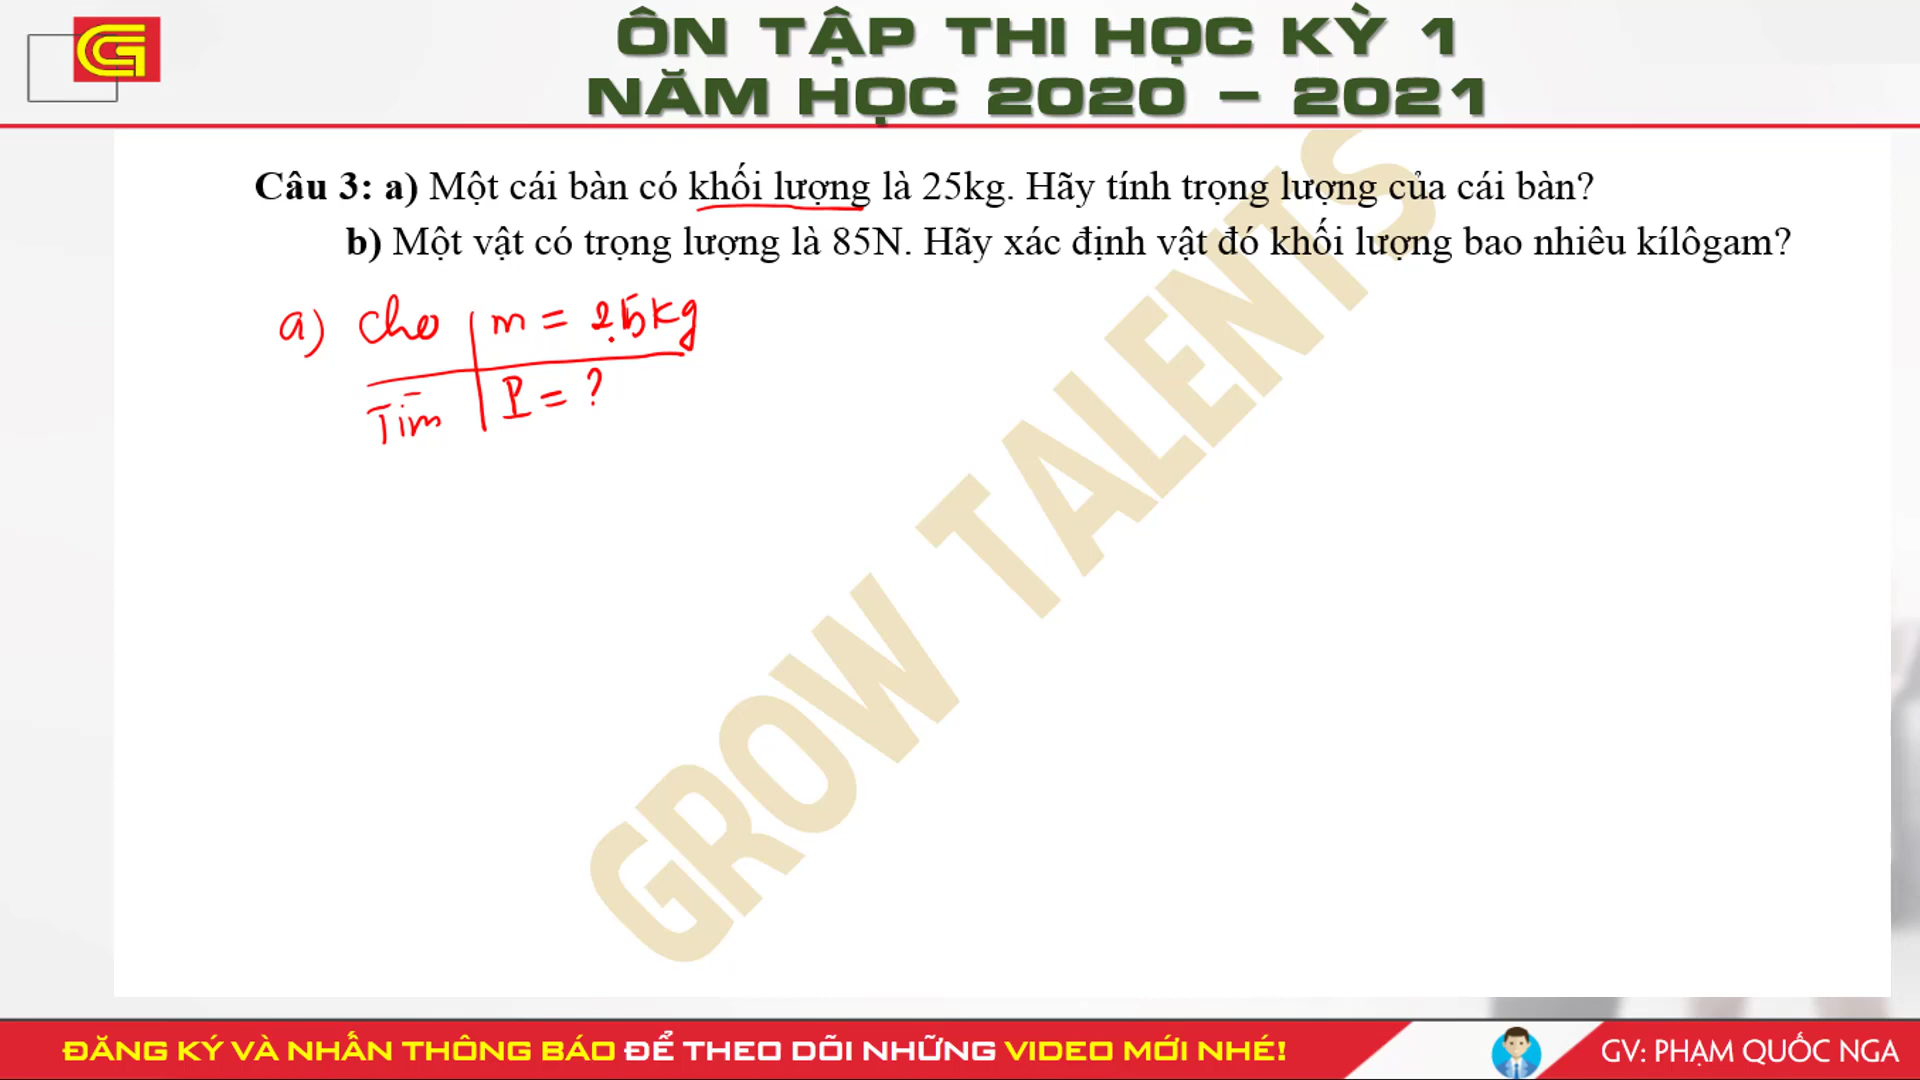 ÔN TẬP THI HỌC KỲ 1
NĂM HỌC 2020 - 2021
Câu 3: a) Một cái bàn có khối lượng là 25kg. Hãy tính trọng lượng của cái bàn?
b) Một vật có trọng lượng là 85N. Hãy xác định vật đó khối lượng bao nhiêu kílôgam?
a) Cho m = 25kg
Tìm P = ?
GROW TALENTS
ĐĂNG KÝ VÀ NHẤN THÔNG BÁO ĐỂ THEO DÕI NHỮNG VIDEO MỚI NHÉ!
GV: PHẠM QUỐC NGA